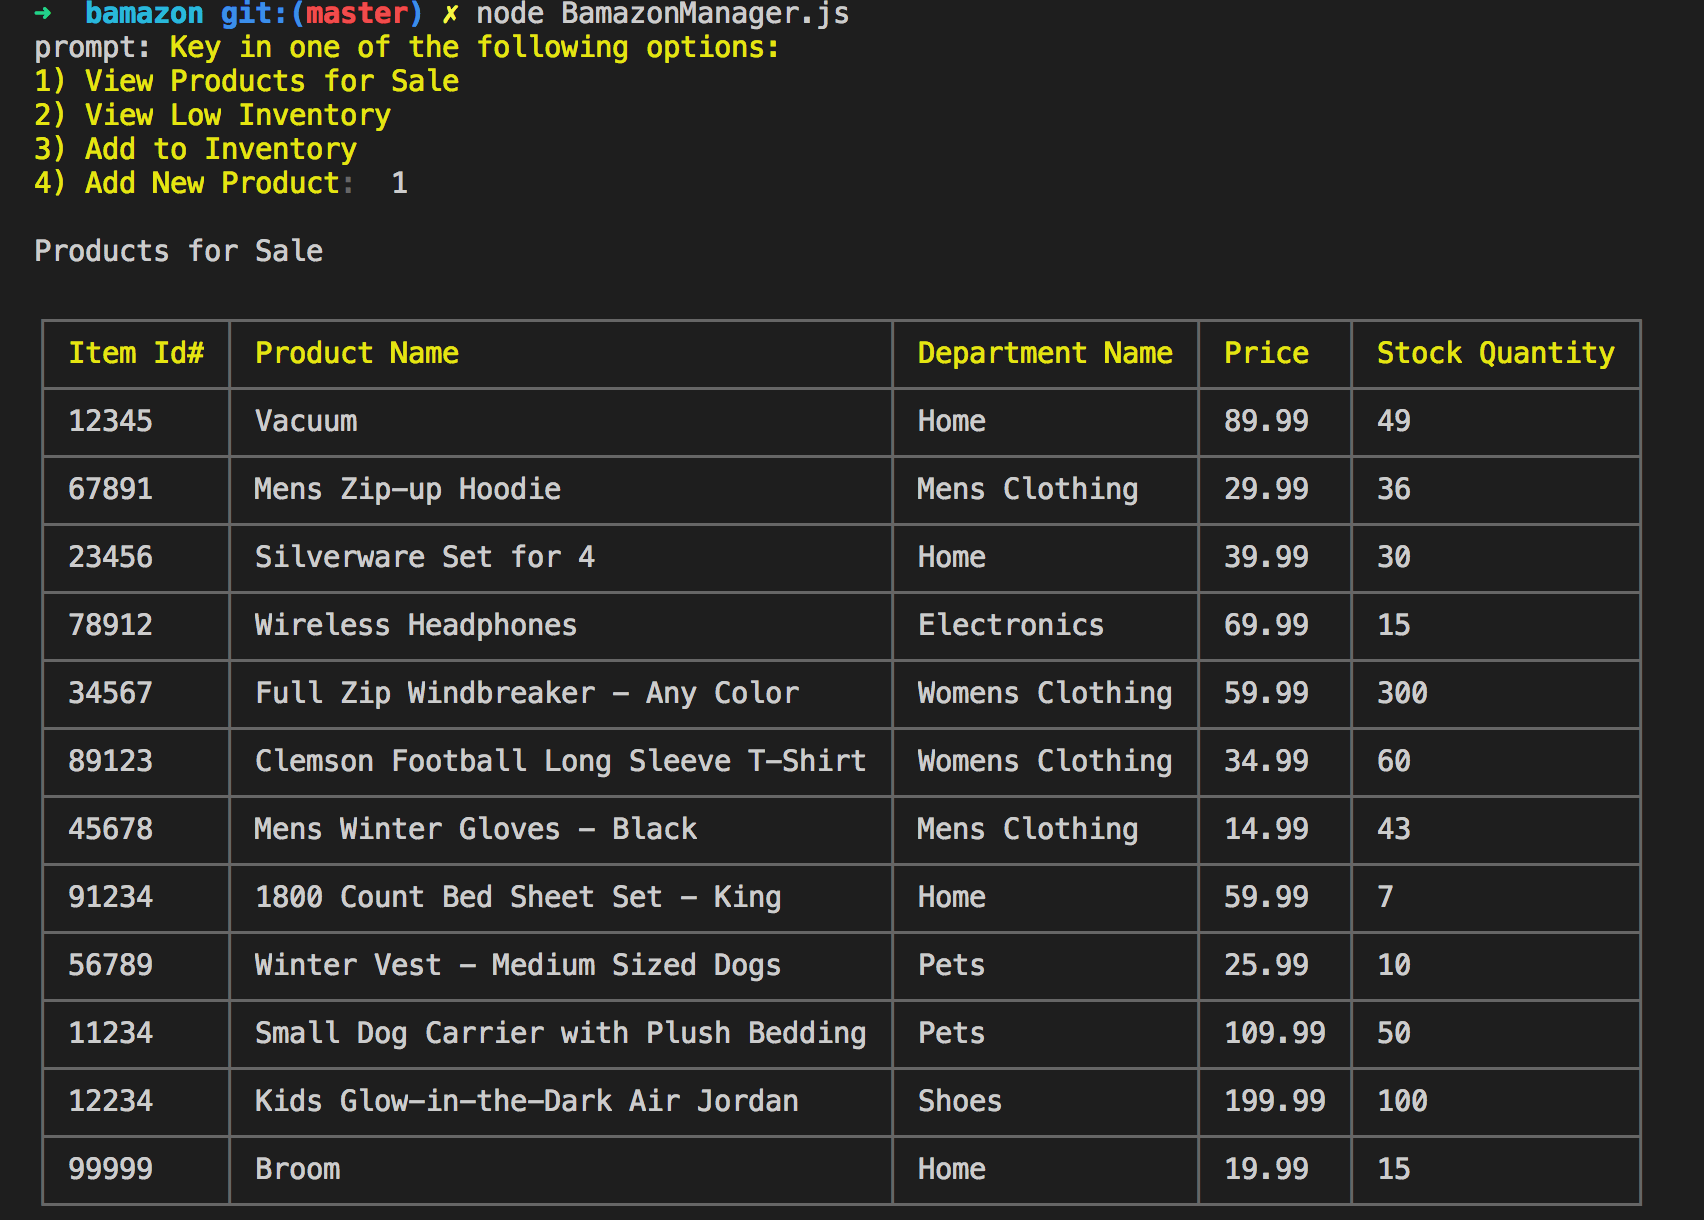 ➜  bamazon git:(master) ✗ node BamazonManager.js
prompt: Key in one of the following options:
1) View Products for Sale
2) View Low Inventory
3) Add to Inventory
4) Add New Product:  1
Products for Sale
Item Id# Product Name Department Name Price Stock Quantity
12345 Vacuum Home 89.99 49
67891 Mens Zip-up Hoodie Mens Clothing 29.99 36
23456 Silverware Set for 4 Home 39.99 30
78912 Wireless Headphones Electronics 69.99 15
34567 Full Zip Windbreaker - Any Color Womens Clothing 59.99 300
89123 Clemson Football Long Sleeve T-Shirt Womens Clothing 34.99 60
45678 Mens Winter Gloves - Black Mens Clothing 14.99 43
91234 1800 Count Bed Sheet Set - King Home 59.99 7
56789 Winter Vest - Medium Sized Dogs Pets 25.99 10
11234 Small Dog Carrier with Plush Bedding Pets 109.99 50
12234 Kids Glow-in-the-Dark Air Jordan Shoes 199.99 100
99999 Broom Home 19.99 15